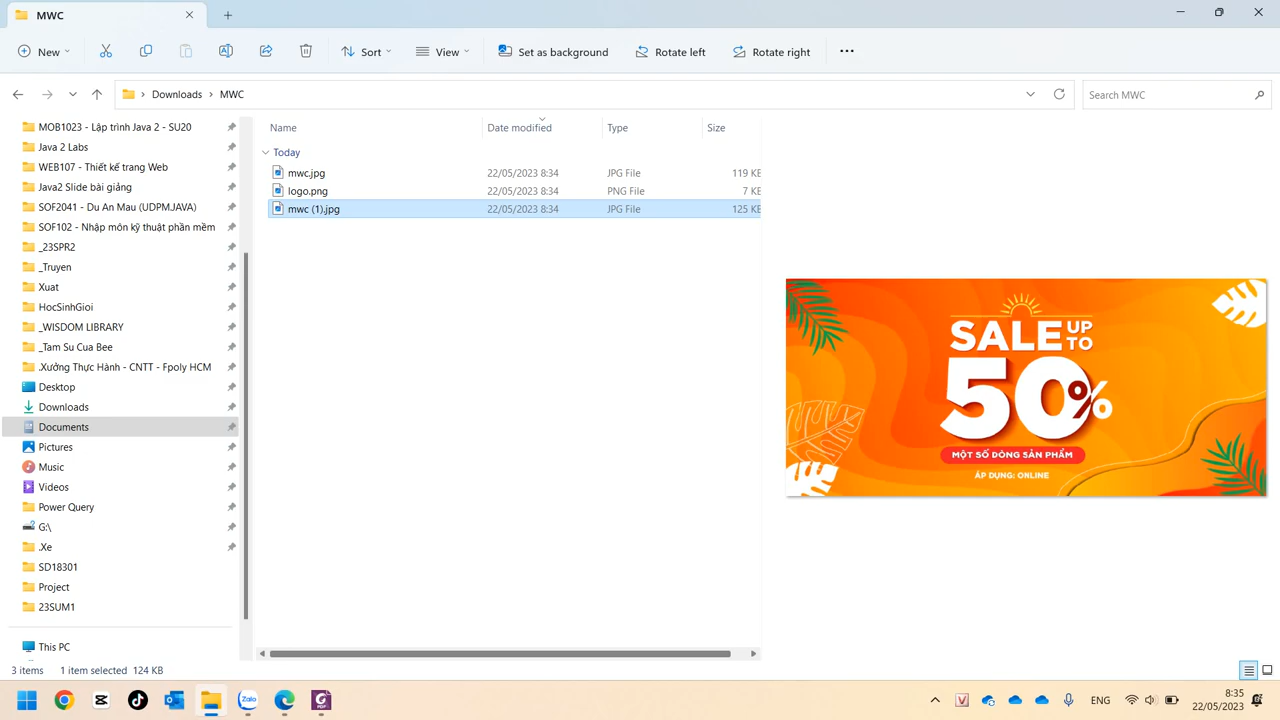 MWC
New
Sort
View
Set as background
Rotate left
Rotate right
Downloads > MWC
Search MWC
MOB1023 - Lập trình Java 2 - SU20
Java 2 Labs
WEB107 - Thiết kế trang Web
Java2 Slide bài giảng
SOF2041 - Du An Mau (UDPM.JAVA)
SOF102 - Nhập môn kỹ thuật phần mềm
_23SPR2
_Truyen
Xuat
HocSinhGioi
_WISDOM LIBRARY
_Tam Su Cua Bee
.Xưởng Thực Hành - CNTT - Fpoly HCM
Desktop
Downloads
Documents
Pictures
Music
Videos
Power Query
G:\
.Xe
SD18301
Project
23SUM1
This PC
Name Date modified Type Size
Today
mwc.jpg 22/05/2023 8:34 JPG File 119 KB
logo.png 22/05/2023 8:34 PNG File 7 KB
mwc (1).jpg 22/05/2023 8:34 JPG File 125 KB
SALE UP TO
50%
MỘT SỐ DÒNG SẢN PHẨM
ÁP DỤNG: ONLINE
3 items 1 item selected 124 KB
Zalo
PDF
V
ENG
8:35
22/05/2023